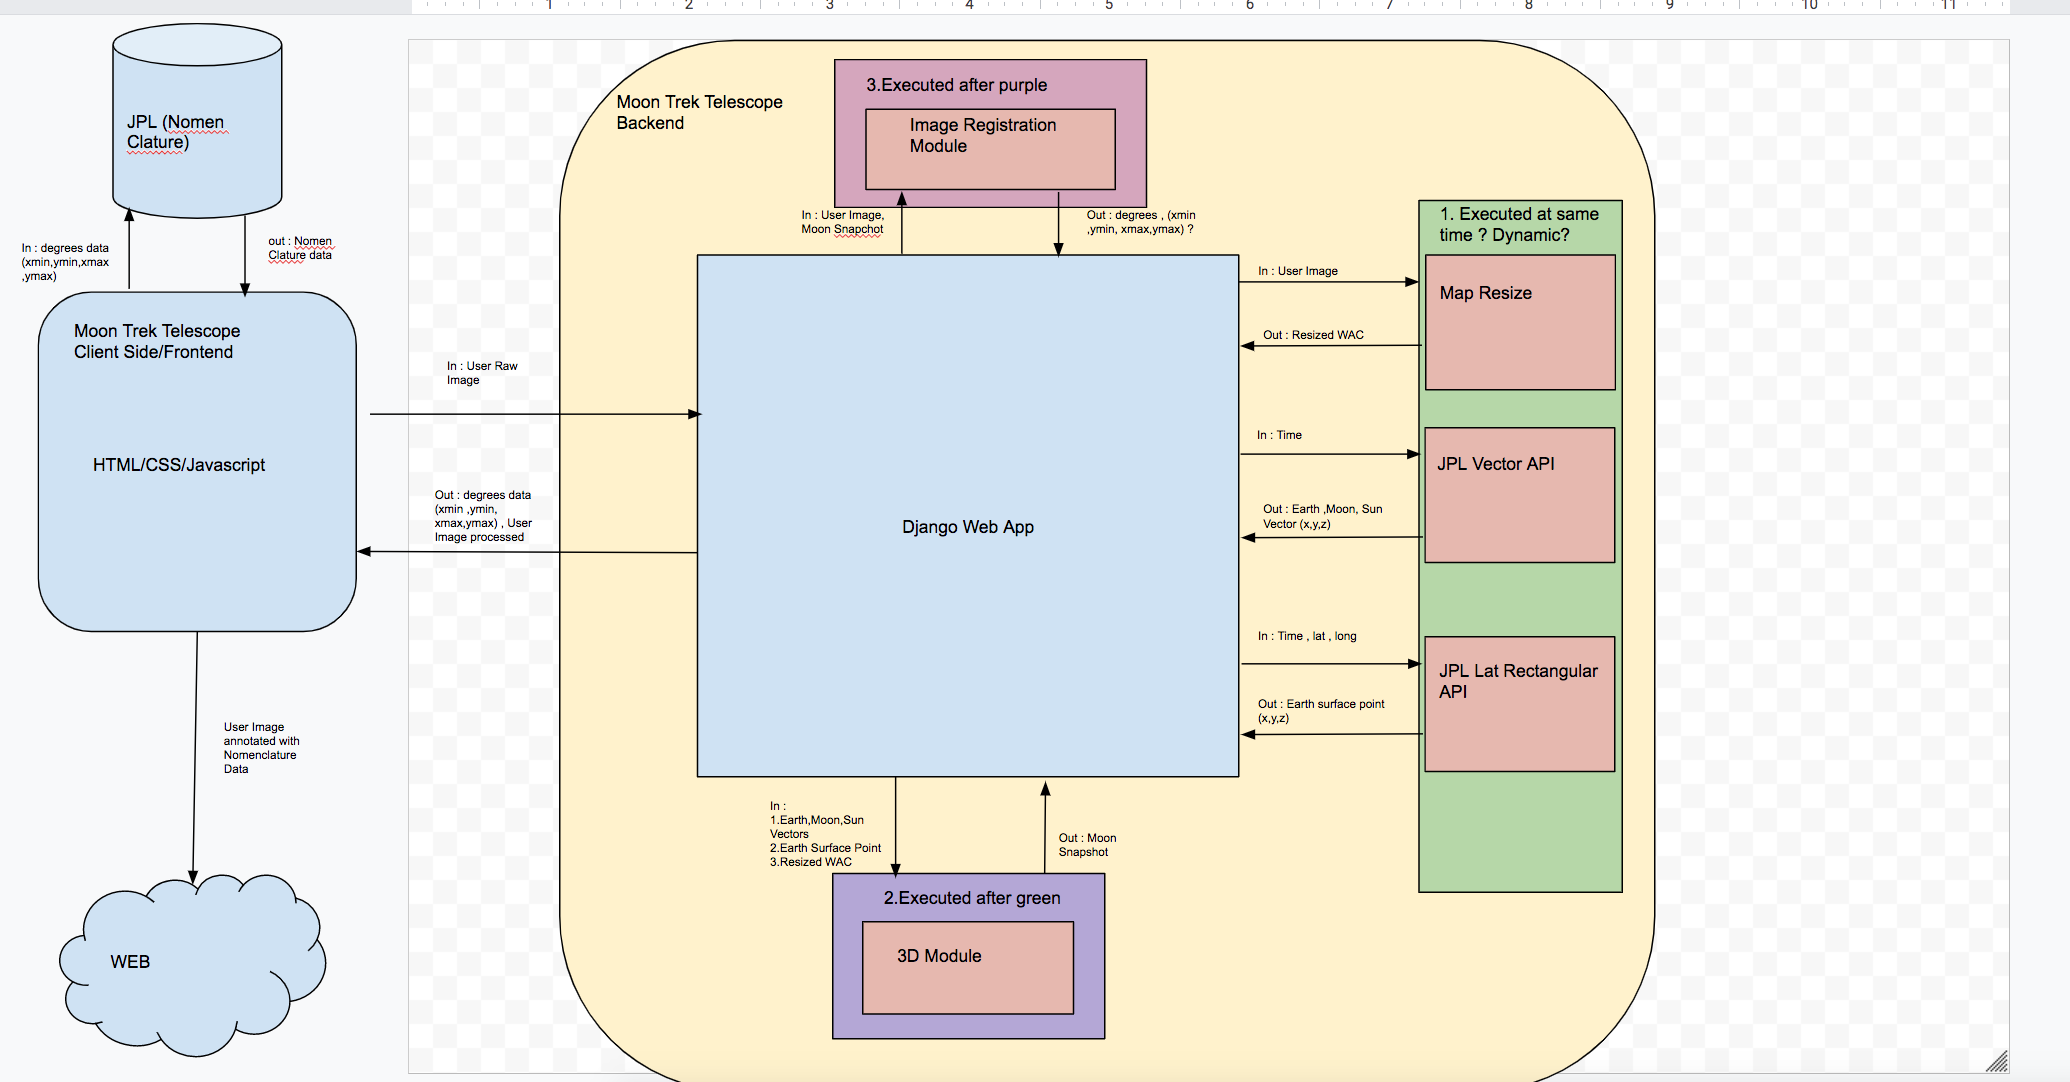 1 2 3 4 5 6 7 8 9 10 11
JPL (Nomen
Clature)
In : degrees data
(xmin,ymin,xmax
,ymax)
out : Nomen
Clature data
Moon Trek Telescope
Client Side/Frontend
HTML/CSS/Javascript
User Image
annotated with
Nomenclature
Data
WEB
In : User Raw
Image
Out : degrees data
(xmin ,ymin,
xmax,ymax) , User
Image processed
Moon Trek Telescope
Backend
3.Executed after purple
Image Registration
Module
In : User Image,
Moon Snapchot
Out : degrees , (xmin
,ymin, xmax,ymax) ?
Django Web App
1. Executed at same
time ? Dynamic?
In : User Image
Map Resize
Out : Resized WAC
In : Time
JPL Vector API
Out : Earth ,Moon, Sun
Vector (x,y,z)
In : Time , lat , long
JPL Lat Rectangular
API
Out : Earth surface point
(x,y,z)
In :
1.Earth,Moon,Sun
Vectors
2.Earth Surface Point
3.Resized WAC
Out : Moon
Snapshot
2.Executed after green
3D Module